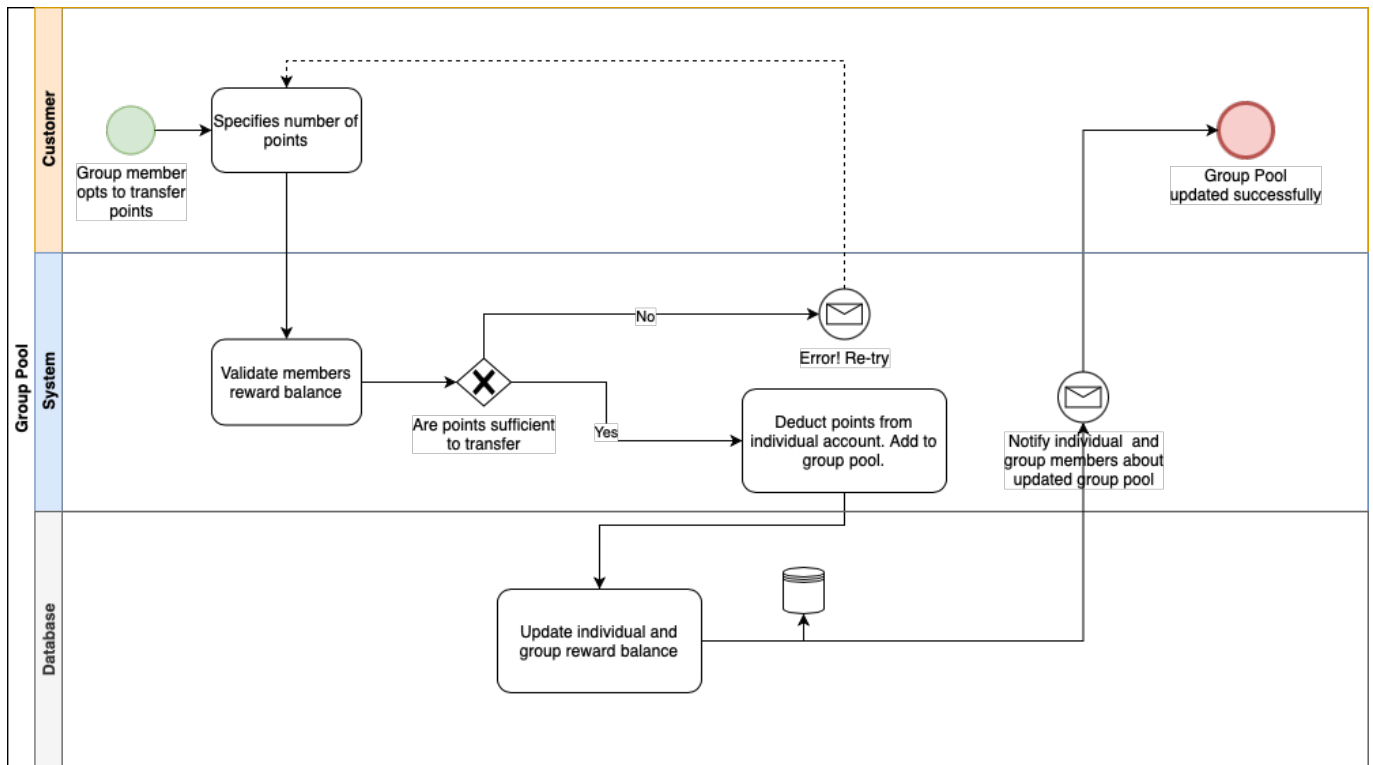 Group Pool
Customer
Specifies number of
points
Group member
opts to transfer
points
Group Pool
updated successfully
System
Validate members
reward balance
Are points sufficient
to transfer
No
Error! Re-try
Yes
Deduct points from
individual account. Add to
group pool.
Notify individual and
group members about
updated group pool
Database
Update individual and
group reward balance